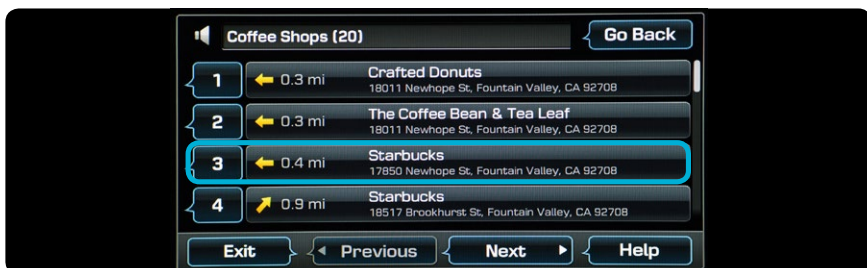 Coffee Shops (20)
Go Back
1
0.3 mi
Crafted Donuts
18011 Newhope St, Fountain Valley, CA 92708
2
0.3 mi
The Coffee Bean & Tea Leaf
18011 Newhope St, Fountain Valley, CA 92708
3
0.4 mi
Starbucks
17850 Newhope St, Fountain Valley, CA 92708
4
0.9 mi
Starbucks
18517 Brookhurst St, Fountain Valley, CA 92708
Exit
Previous
Next
Help